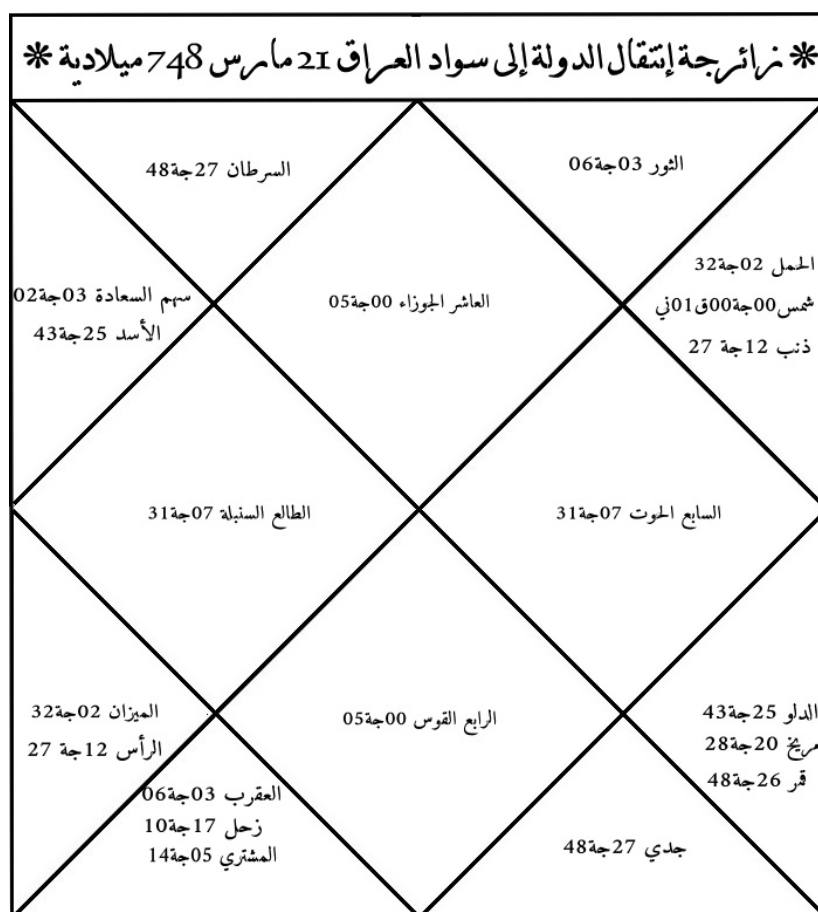 * زائرجة إنتقال الدولة إلى سواد العراق 21 مارس 748 ميلادية *
الثور 03جة06
السرطان 27جة48
الحمل 02جة32
شمس00جة00ق01ني
ذنب 12جة 27
العاشر الجوزاء 00جة05
سهم السعادة 03جة02
الأسد 25جة43
السابع الحوت 07جة31
الطالع السنبلة 07جة31
الدلو 25جة43
مريخ 20جة28
قمر 26جة48
الرابع القوس 00جة05
الميزان 02جة32
الرأس 12جة 27
العقرب 03جة06
زحل 17جة10
المشتري 05جة14
جدي 27جة48